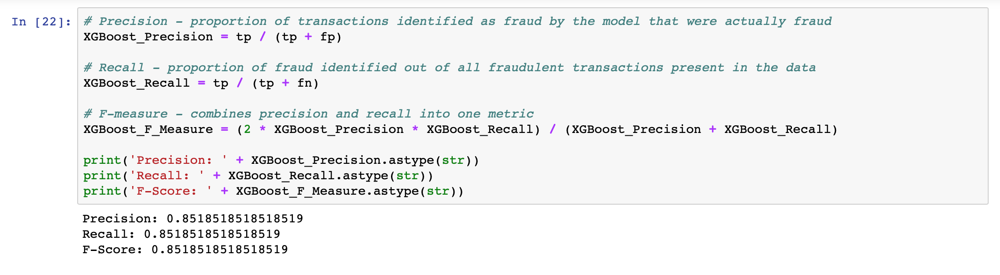 In [22]:
# Precision – proportion of transactions identified as fraud by the model that were actually fraud
XGBoost_Precision = tp / (tp + fp)
# Recall – proportion of fraud identified out of all fraudulent transactions present in the data
XGBoost_Recall = tp / (tp + fn)
# F-measure – combines precision and recall into one metric
XGBoost_F_Measure = (2 * XGBoost_Precision * XGBoost_Recall) / (XGBoost_Precision + XGBoost_Recall)
print('Precision: ' + XGBoost_Precision.astype(str))
print('Recall: ' + XGBoost_Recall.astype(str))
print('F-Score: ' + XGBoost_F_Measure.astype(str))
Precision: 0.8518518518518519
Recall: 0.8518518518518519
F-Score: 0.8518518518518519